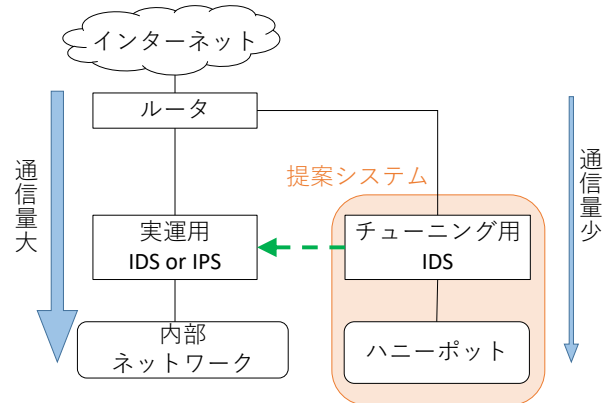 インターネット
ルータ
通信量大
提案システム
通信量少
実運用
IDS or IPS
チューニング用
IDS
内部
ネットワーク
ハニーポット